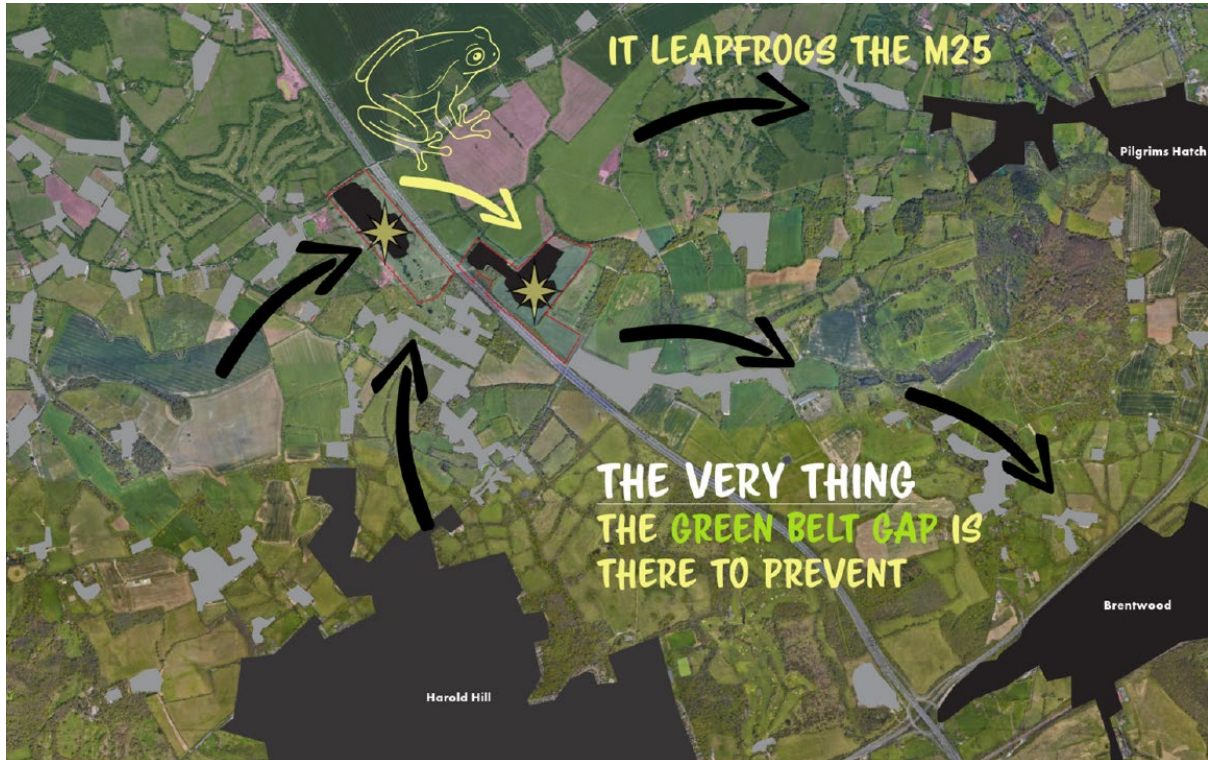 IT LEAPFROGS THE M25
Pilgrims Hatch
THE VERY THING
THE GREEN BELT GAP IS
THERE TO PREVENT
Brentwood
Harold Hill